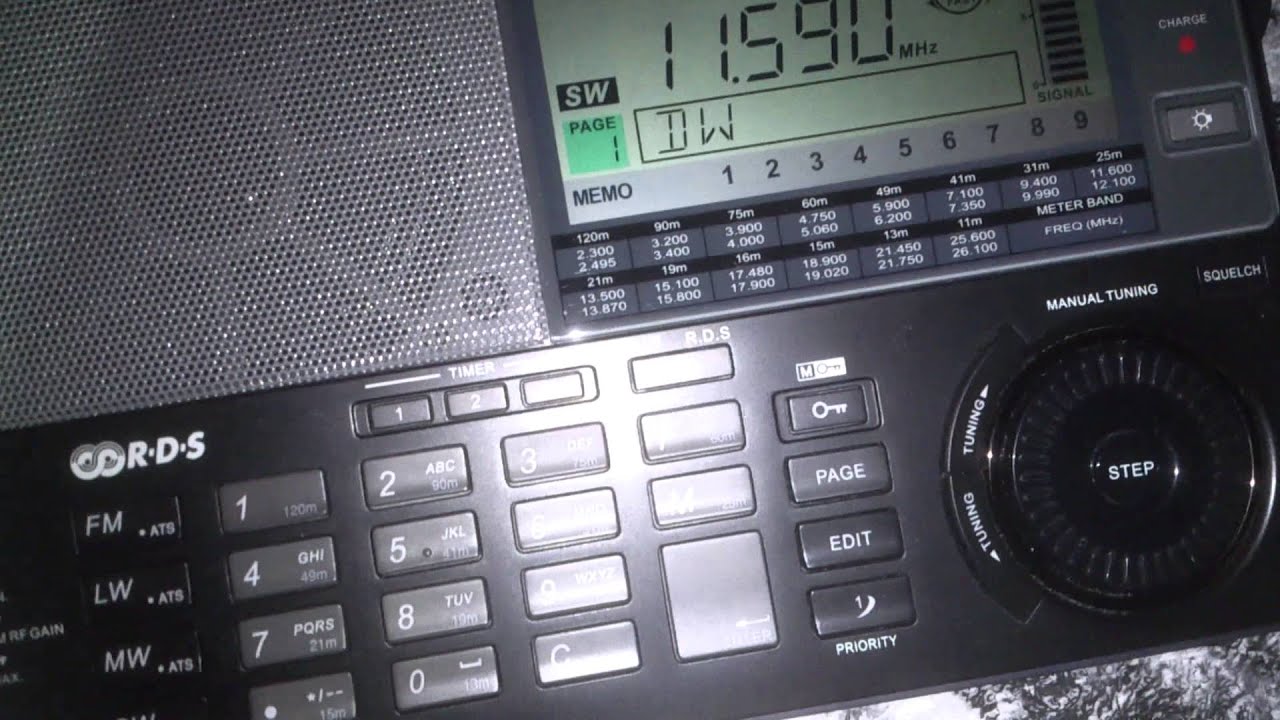 11.590 MHz
CHARGE
SW
PAGE
1
DW
SIGNAL
MEMO 1 2 3 4 5 6 7 8 9
120m 90m 75m 60m 49m 41m 31m 25m
2.300 3.200 3.900 4.750 5.900 7.100 9.400 11.600
2.495 3.400 4.000 5.060 6.200 7.350 9.990 12.100
21m 19m 16m 15m 13m 11m METER BAND
13.500 15.100 17.480 18.900 21.450 25.600 FREQ (MHz)
13.870 15.800 17.900 19.020 21.750 26.100
SQUELCH
MANUAL TUNING
TUNING
TUNING
STEP
R.D.S
TIMER
1 2
M
R·D·S
FM .ATS
LW .ATS
MW .ATS
RF GAIN
1 120m
2 ABC 90m
3 DEF 75m
60m
4 GHI 49m
5 JKL 41m
6
M 25m
7 PQRS 21m
8 TUV 19m
9 WXYZ
ENTER
*/--
15m
0 13m
C
PAGE
EDIT
PRIORITY